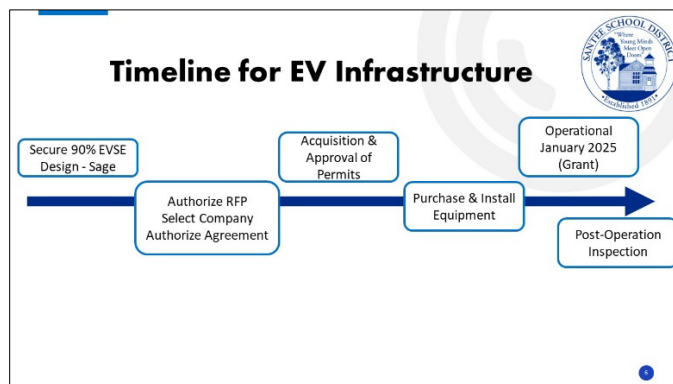 SANTEE SCHOOL DISTRICT
"Where
Young Minds
Meet Open
Doors"
•Established 1891•
Timeline for EV Infrastructure
Secure 90% EVSE
Design - Sage
Authorize RFP
Select Company
Authorize Agreement
Acquisition &
Approval of
Permits
Purchase & Install
Equipment
Operational
January 2025
(Grant)
Post-Operation
Inspection
6